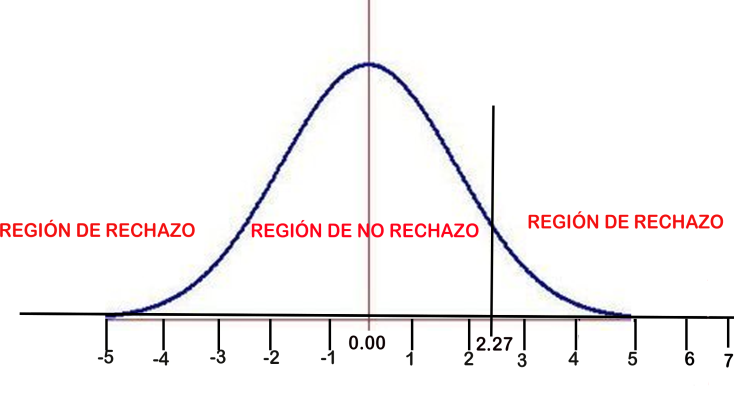 REGIÓN DE RECHAZO
REGIÓN DE NO RECHAZO
REGIÓN DE RECHAZO
-5 -4 -3 -2 -1 0.00 1 2 2.27 3 4 5 6 7